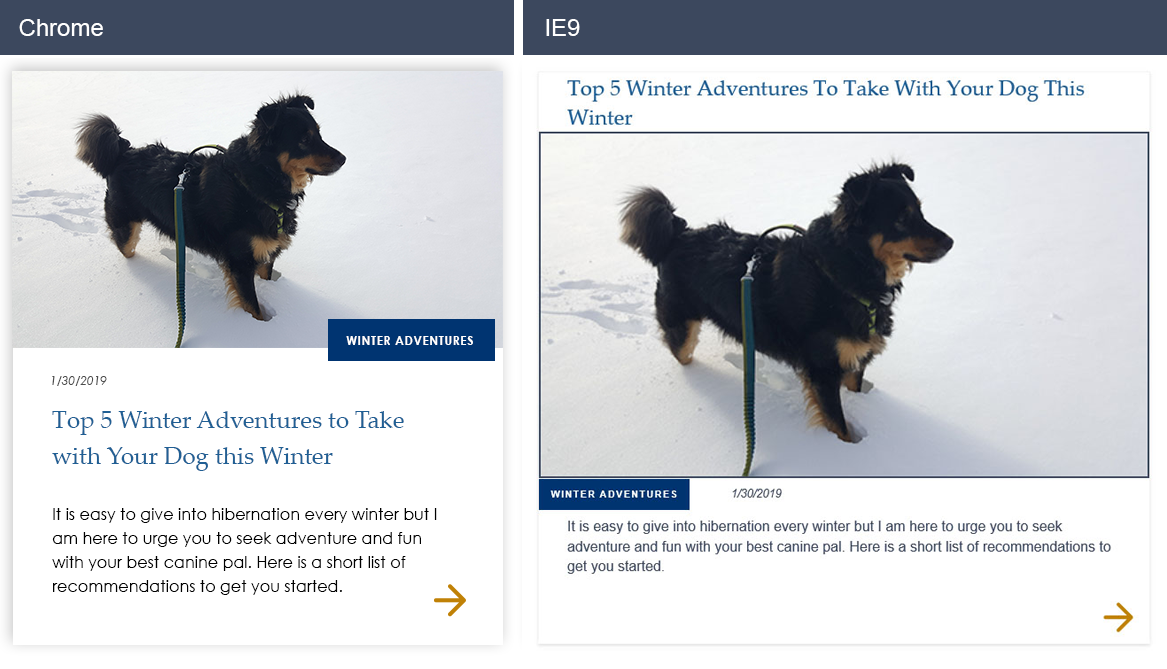 Chrome
WINTER ADVENTURES
1/30/2019
Top 5 Winter Adventures to Take
with Your Dog this Winter
It is easy to give into hibernation every winter but I
am here to urge you to seek adventure and fun
with your best canine pal. Here is a short list of
recommendations to get you started.
IE9
Top 5 Winter Adventures To Take With Your Dog This
Winter
WINTER ADVENTURES
1/30/2019
It is easy to give into hibernation every winter but I am here to urge you to seek
adventure and fun with your best canine pal. Here is a short list of recommendations to
get you started.